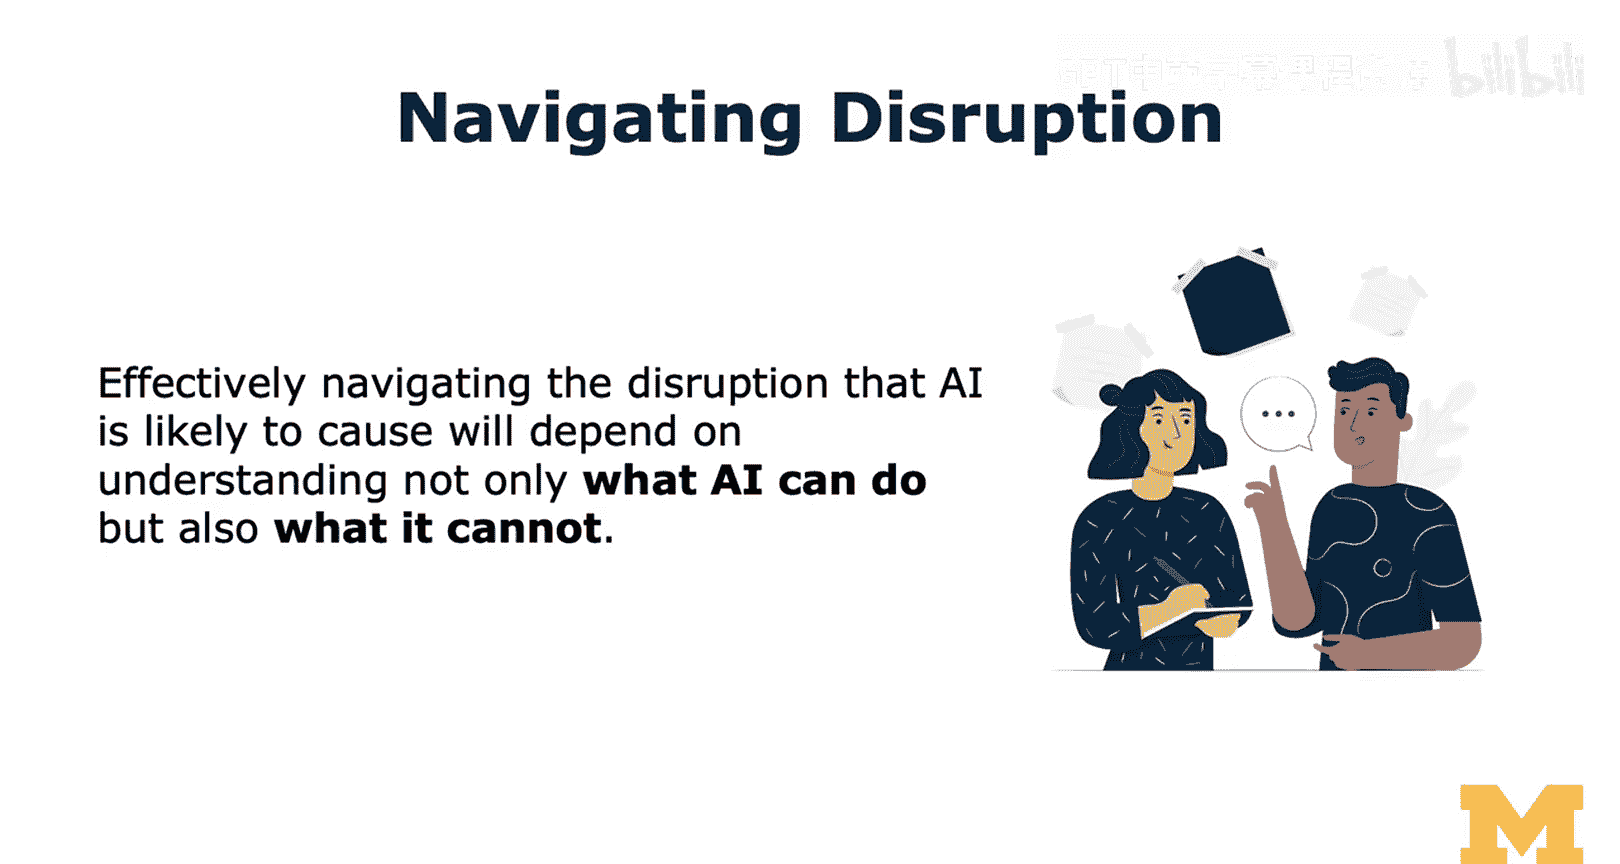 bilibili
Navigating Disruption
Effectively navigating the disruption that AI
is likely to cause will depend on
understanding not only what AI can do
but also what it cannot.
M